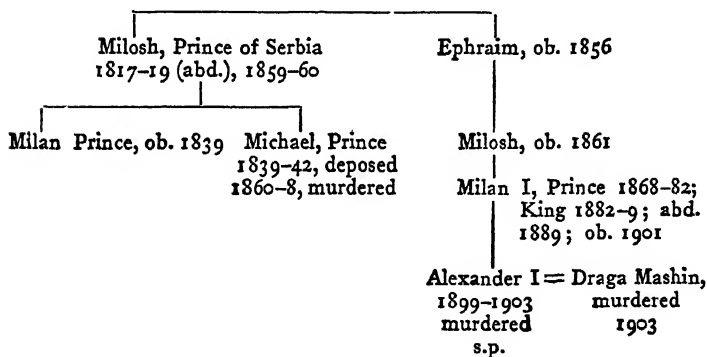 Milosh, Prince of Serbia
1817-19 (abd.), 1859-60
Ephraim, ob. 1856
Milan Prince, ob. 1839
Michael, Prince
1839-42, deposed
1860-8, murdered
Milosh, ob. 1861
Milan I, Prince 1868-82;
King 1882-9; abd.
1889; ob. 1901
Alexander I = Draga Mashin,
1899-1903 murdered
murdered 1903
s.p.